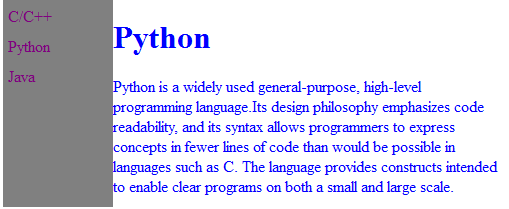 C/C++
Python
Java
Python
Python is a widely used general-purpose, high-level
programming language.Its design philosophy emphasizes code
readability, and its syntax allows programmers to express
concepts in fewer lines of code than would be possible in
languages such as C. The language provides constructs intended
to enable clear programs on both a small and large scale.